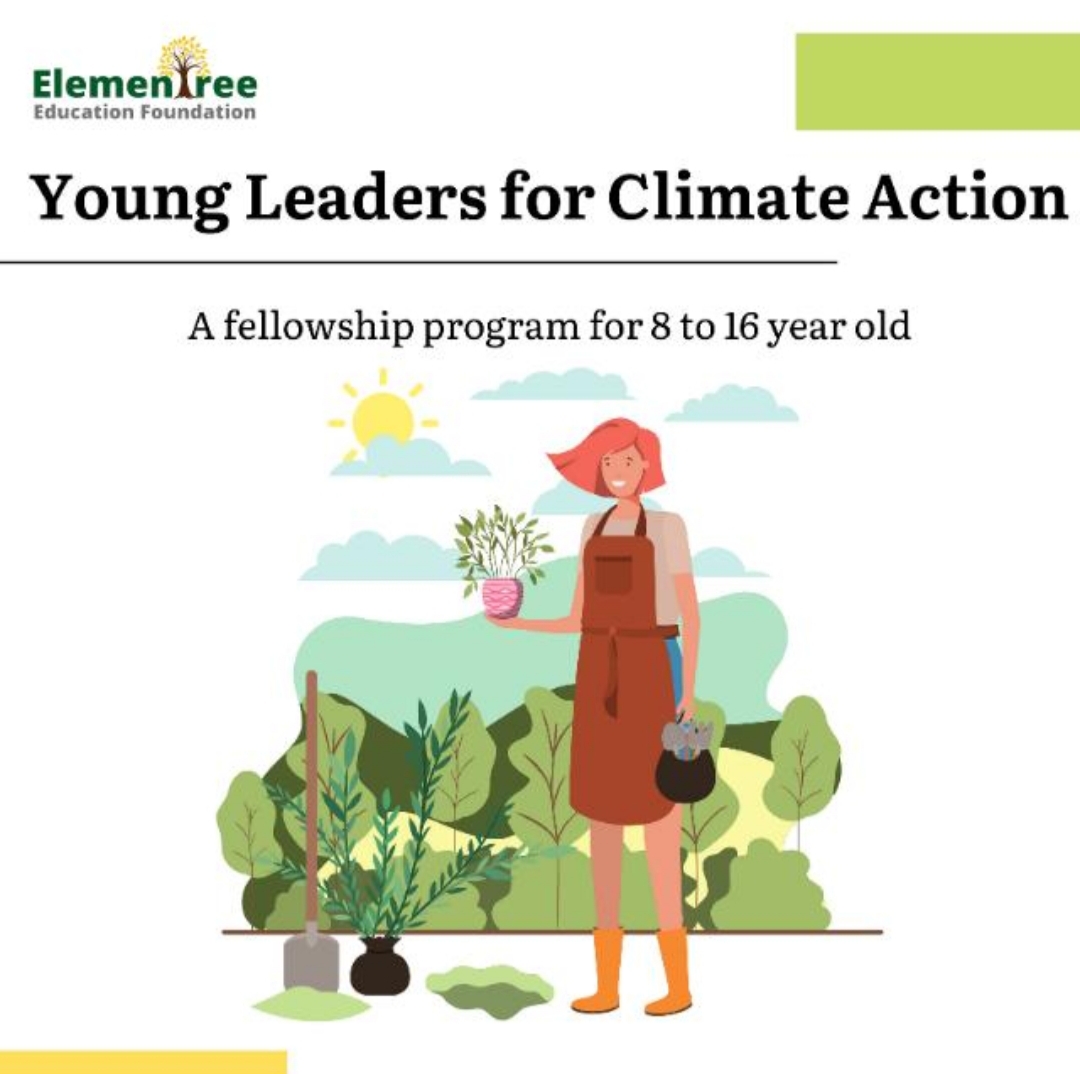 ElemenTree
Education Foundation
Young Leaders for Climate Action
A fellowship program for 8 to 16 year old